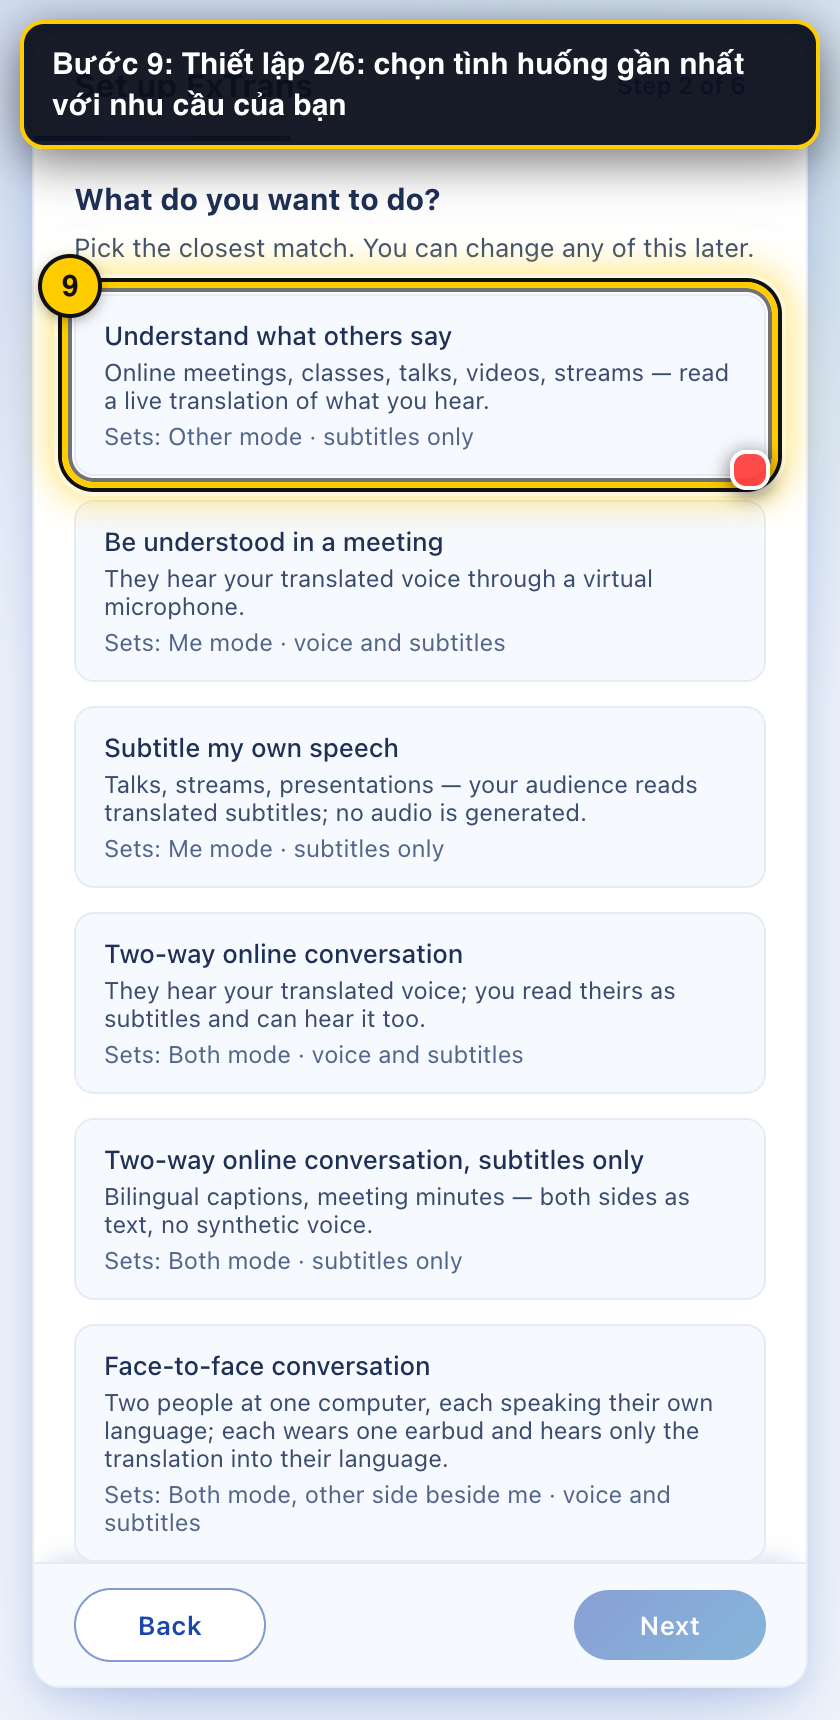 Bước 9: Thiết lập 2/6: chọn tình huống gần nhất
với nhu cầu của bạn
Set up ExTrans
Step 2 of 6
What do you want to do?
Pick the closest match. You can change any of this later.
9
Understand what others say
Online meetings, classes, talks, videos, streams — read
a live translation of what you hear.
Sets: Other mode · subtitles only
Be understood in a meeting
They hear your translated voice through a virtual
microphone.
Sets: Me mode · voice and subtitles
Subtitle my own speech
Talks, streams, presentations — your audience reads
translated subtitles; no audio is generated.
Sets: Me mode · subtitles only
Two-way online conversation
They hear your translated voice; you read theirs as
subtitles and can hear it too.
Sets: Both mode · voice and subtitles
Two-way online conversation, subtitles only
Bilingual captions, meeting minutes — both sides as
text, no synthetic voice.
Sets: Both mode · subtitles only
Face-to-face conversation
Two people at one computer, each speaking their own
language; each wears one earbud and hears only the
translation into their language.
Sets: Both mode, other side beside me · voice and
subtitles
Back
Next